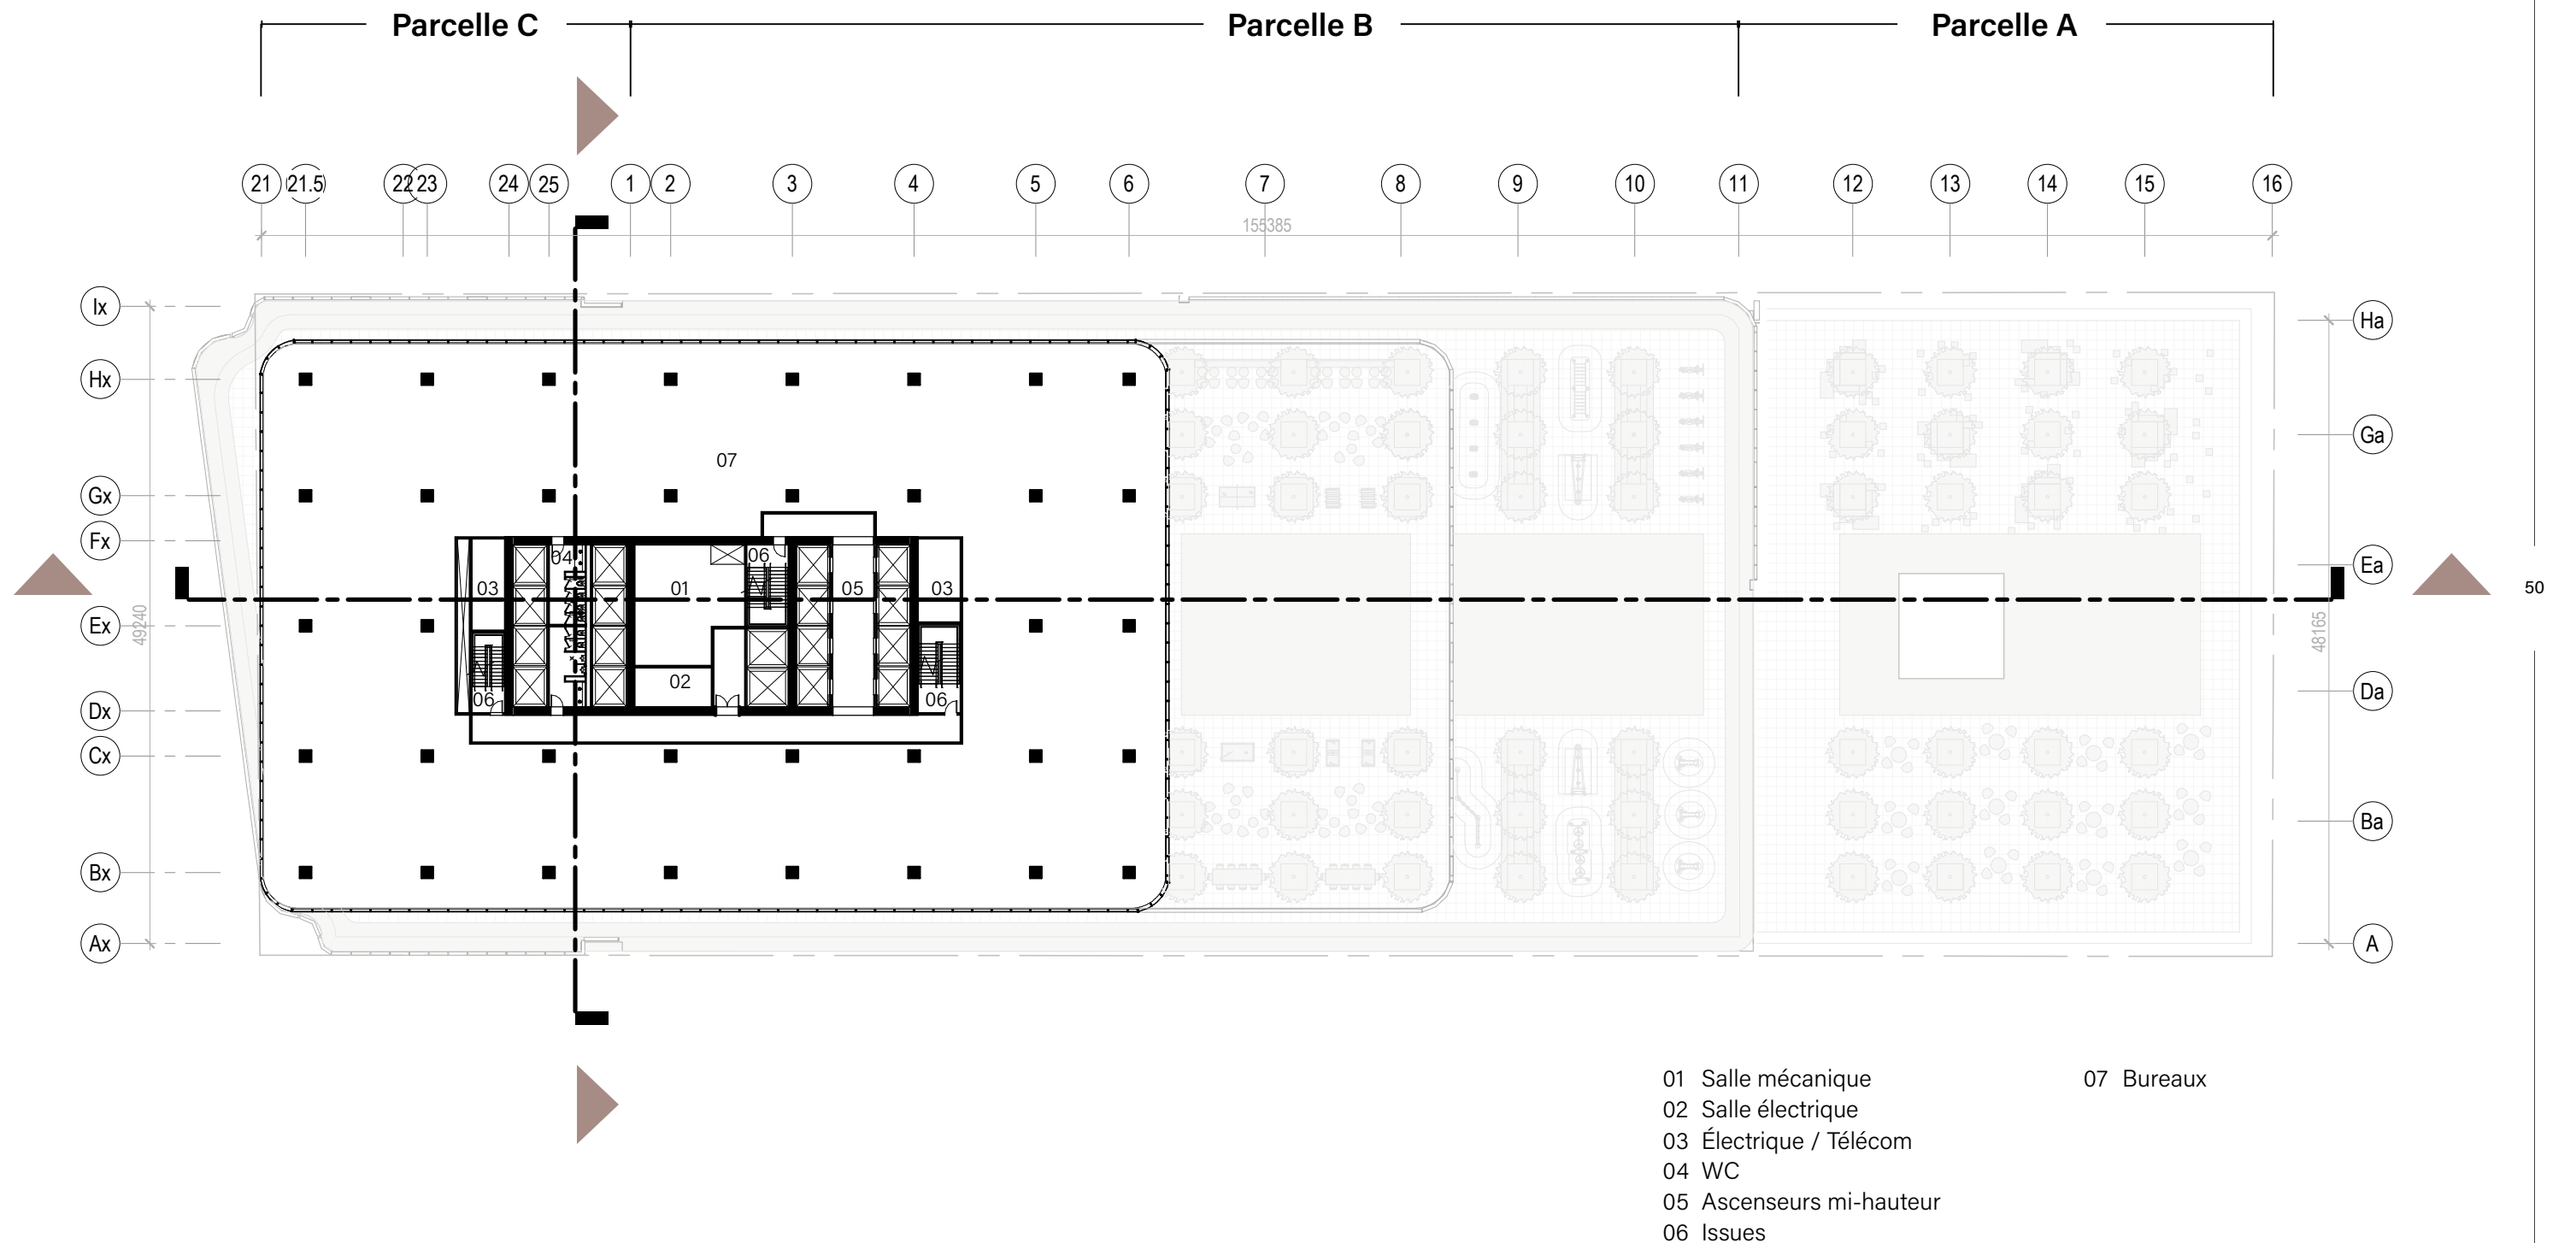 Parcelle C Parcelle B Parcelle A
21 21.5 22 23 24 25 1 2 3 4 5 6 7 8 9 10 11 12 13 14 15 16
155385
Ix
Hx
Gx
Fx
Ex
Dx
Cx
Bx
Ax
49240
07
04 06
03 01 05 03
02
06 06
Ha
Ga
Ea
Da
Ba
A
48165
50
01 Salle mécanique
02 Salle électrique
03 Électrique / Télécom
04 WC
05 Ascenseurs mi-hauteur
06 Issues
07 Bureaux